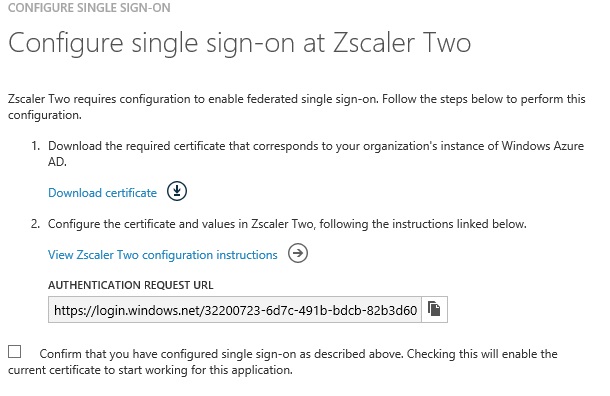 CONFIGURE SINGLE SIGN-ON
Configure single sign-on at Zscaler Two
Zscaler Two requires configuration to enable federated single sign-on. Follow the steps below to perform this
configuration.
1. Download the required certificate that corresponds to your organization's instance of Windows Azure
AD.
Download certificate
2. Configure the certificate and values in Zscaler Two, following the instructions linked below.
View Zscaler Two configuration instructions
AUTHENTICATION REQUEST URL
https://login.windows.net/32200723-6d7c-491b-bdcb-82b3d60
Confirm that you have configured single sign-on as described above. Checking this will enable the
current certificate to start working for this application.